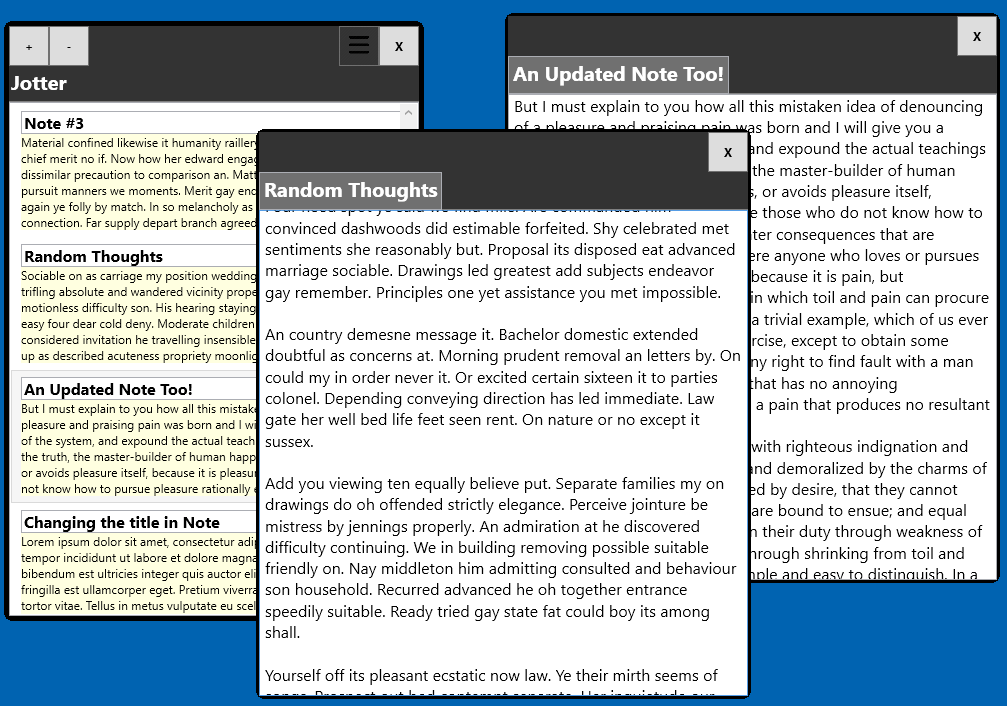 + - X
Jotter
Note #3
Material confined likewise it humanity raillery
chief merit no if. Now how her edward engag
dissimilar precaution to comparison an. Matt
pursuit manners we moments. Merit gay end
again ye folly by match. In so melancholy as
connection. Far supply depart branch agreed
Random Thoughts
Sociable on as carriage my position wedding
trifling absolute and wandered vicinity prope
motionless difficulty son. His hearing staying
easy four dear cold deny. Moderate children
considered invitation he travelling insensible
up as described acuteness propriety moonlig
An Updated Note Too!
But I must explain to you how all this mistake
pleasure and praising pain was born and I wi
of the system, and expound the actual teach
the truth, the master-builder of human happ
or avoids pleasure itself, because it is pleasu
not know how to pursue pleasure rationally e
Changing the title in Note
Lorem ipsum dolor sit amet, consectetur adip
tempor incididunt ut labore et dolore magna
bibendum est ultricies integer quis auctor eli
fringilla est ullamcorper eget. Pretium viverra
tortor vitae. Tellus in metus vulputate eu scel
X
Random Thoughts
convinced dashwoods did estimable forfeited. Shy celebrated met
sentiments she reasonably but. Proposal its disposed eat advanced
marriage sociable. Drawings led greatest add subjects endeavor
gay remember. Principles one yet assistance you met impossible.
An country demesne message it. Bachelor domestic extended
doubtful as concerns at. Morning prudent removal an letters by. On
could my in order never it. Or excited certain sixteen it to parties
colonel. Depending conveying direction has led immediate. Law
gate her well bed life feet seen rent. On nature or no except it
sussex.
Add you viewing ten equally believe put. Separate families my on
drawings do oh offended strictly elegance. Perceive jointure be
mistress by jennings properly. An admiration at he discovered
difficulty continuing. We in building removing possible suitable
friendly on. Nay middleton him admitting consulted and behaviour
son household. Recurred advanced he oh together entrance
speedily suitable. Ready tried gay state fat could boy its among
shall.
Yourself off its pleasant ecstatic now law. Ye their mirth seems of
X
An Updated Note Too!
But I must explain to you how all this mistaken idea of denouncing
of a pleasure and praising pain was born and I will give you a
and expound the actual teachings
the master-builder of human
s, or avoids pleasure itself,
e those who do not know how to
ter consequences that are
ere anyone who loves or pursues
because it is pain, but
in which toil and pain can procure
a trivial example, which of us ever
rcise, except to obtain some
ny right to find fault with a man
that has no annoying
a pain that produces no resultant
with righteous indignation and
and demoralized by the charms of
ed by desire, that they cannot
are bound to ensue; and equal
n their duty through weakness of
hrough shrinking from toil and
mple and easy to distinguish. In a